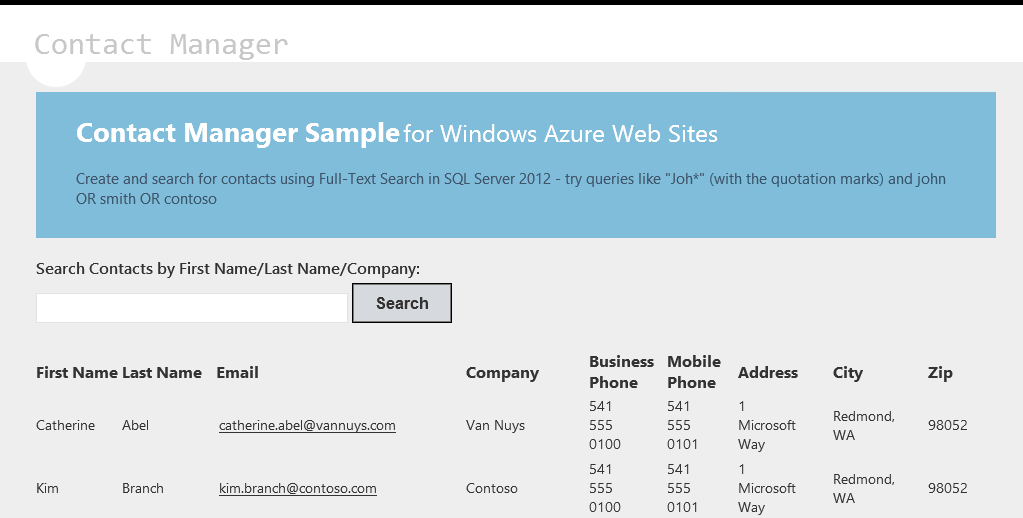 Contact Manager
Contact Manager Sample for Windows Azure Web Sites
Create and search for contacts using Full-Text Search in SQL Server 2012 - try queries like "Joh*" (with the quotation marks) and john
OR smith OR contoso
Search Contacts by First Name/Last Name/Company:
Search
First Name Last Name Email Company Business Phone Mobile Phone Address City Zip
Catherine Abel catherine.abel@vannuys.com Van Nuys 541 555 0100 541 555 0101 1 Microsoft Way Redmond, WA 98052
Kim Branch kim.branch@contoso.com Contoso 541 555 0100 541 555 0101 1 Microsoft Way Redmond, WA 98052